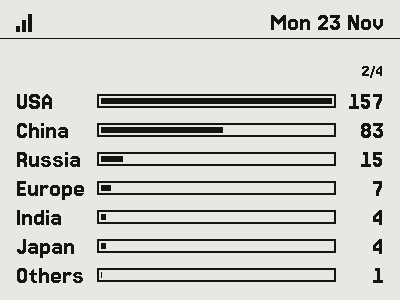 Mon 23 Nov
2/4
USA 157
China 83
Russia 15
Europe 7
India 4
Japan 4
Others 1